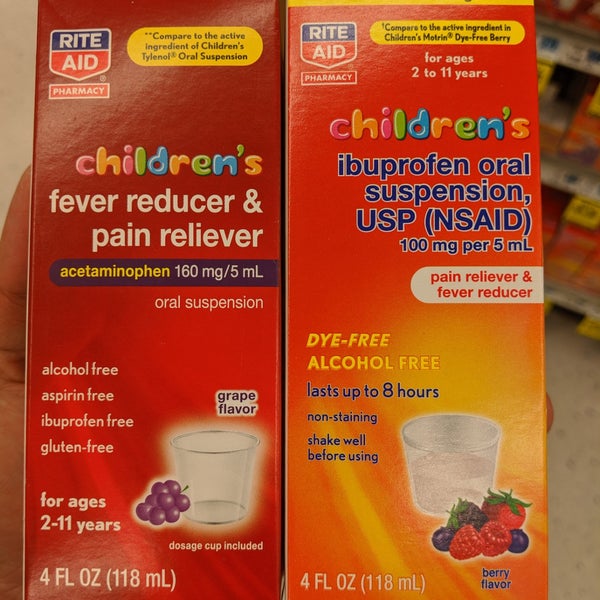 RITE
AID
®
PHARMACY
**Compare to the active
ingredient of Children's
Tylenol® Oral Suspension
children's
fever reducer &
pain reliever
acetaminophen 160 mg/5 mL
oral suspension
alcohol free
aspirin free
ibuprofen free
gluten-free
grape
flavor
for ages
2-11 years
dosage cup included
4 FL OZ (118 mL)
RITE
AID
PHARMACY
†Compare to the active ingredient in
Children's Motrin® Dye-Free Berry
for ages
2 to 11 years
children's
ibuprofen oral
suspension,
USP (NSAID)
100 mg per 5 mL
pain reliever &
fever reducer
DYE-FREE
ALCOHOL FREE
lasts up to 8 hours
non-staining
shake well
before using
4 FL OZ (118 mL)
berry
flavor